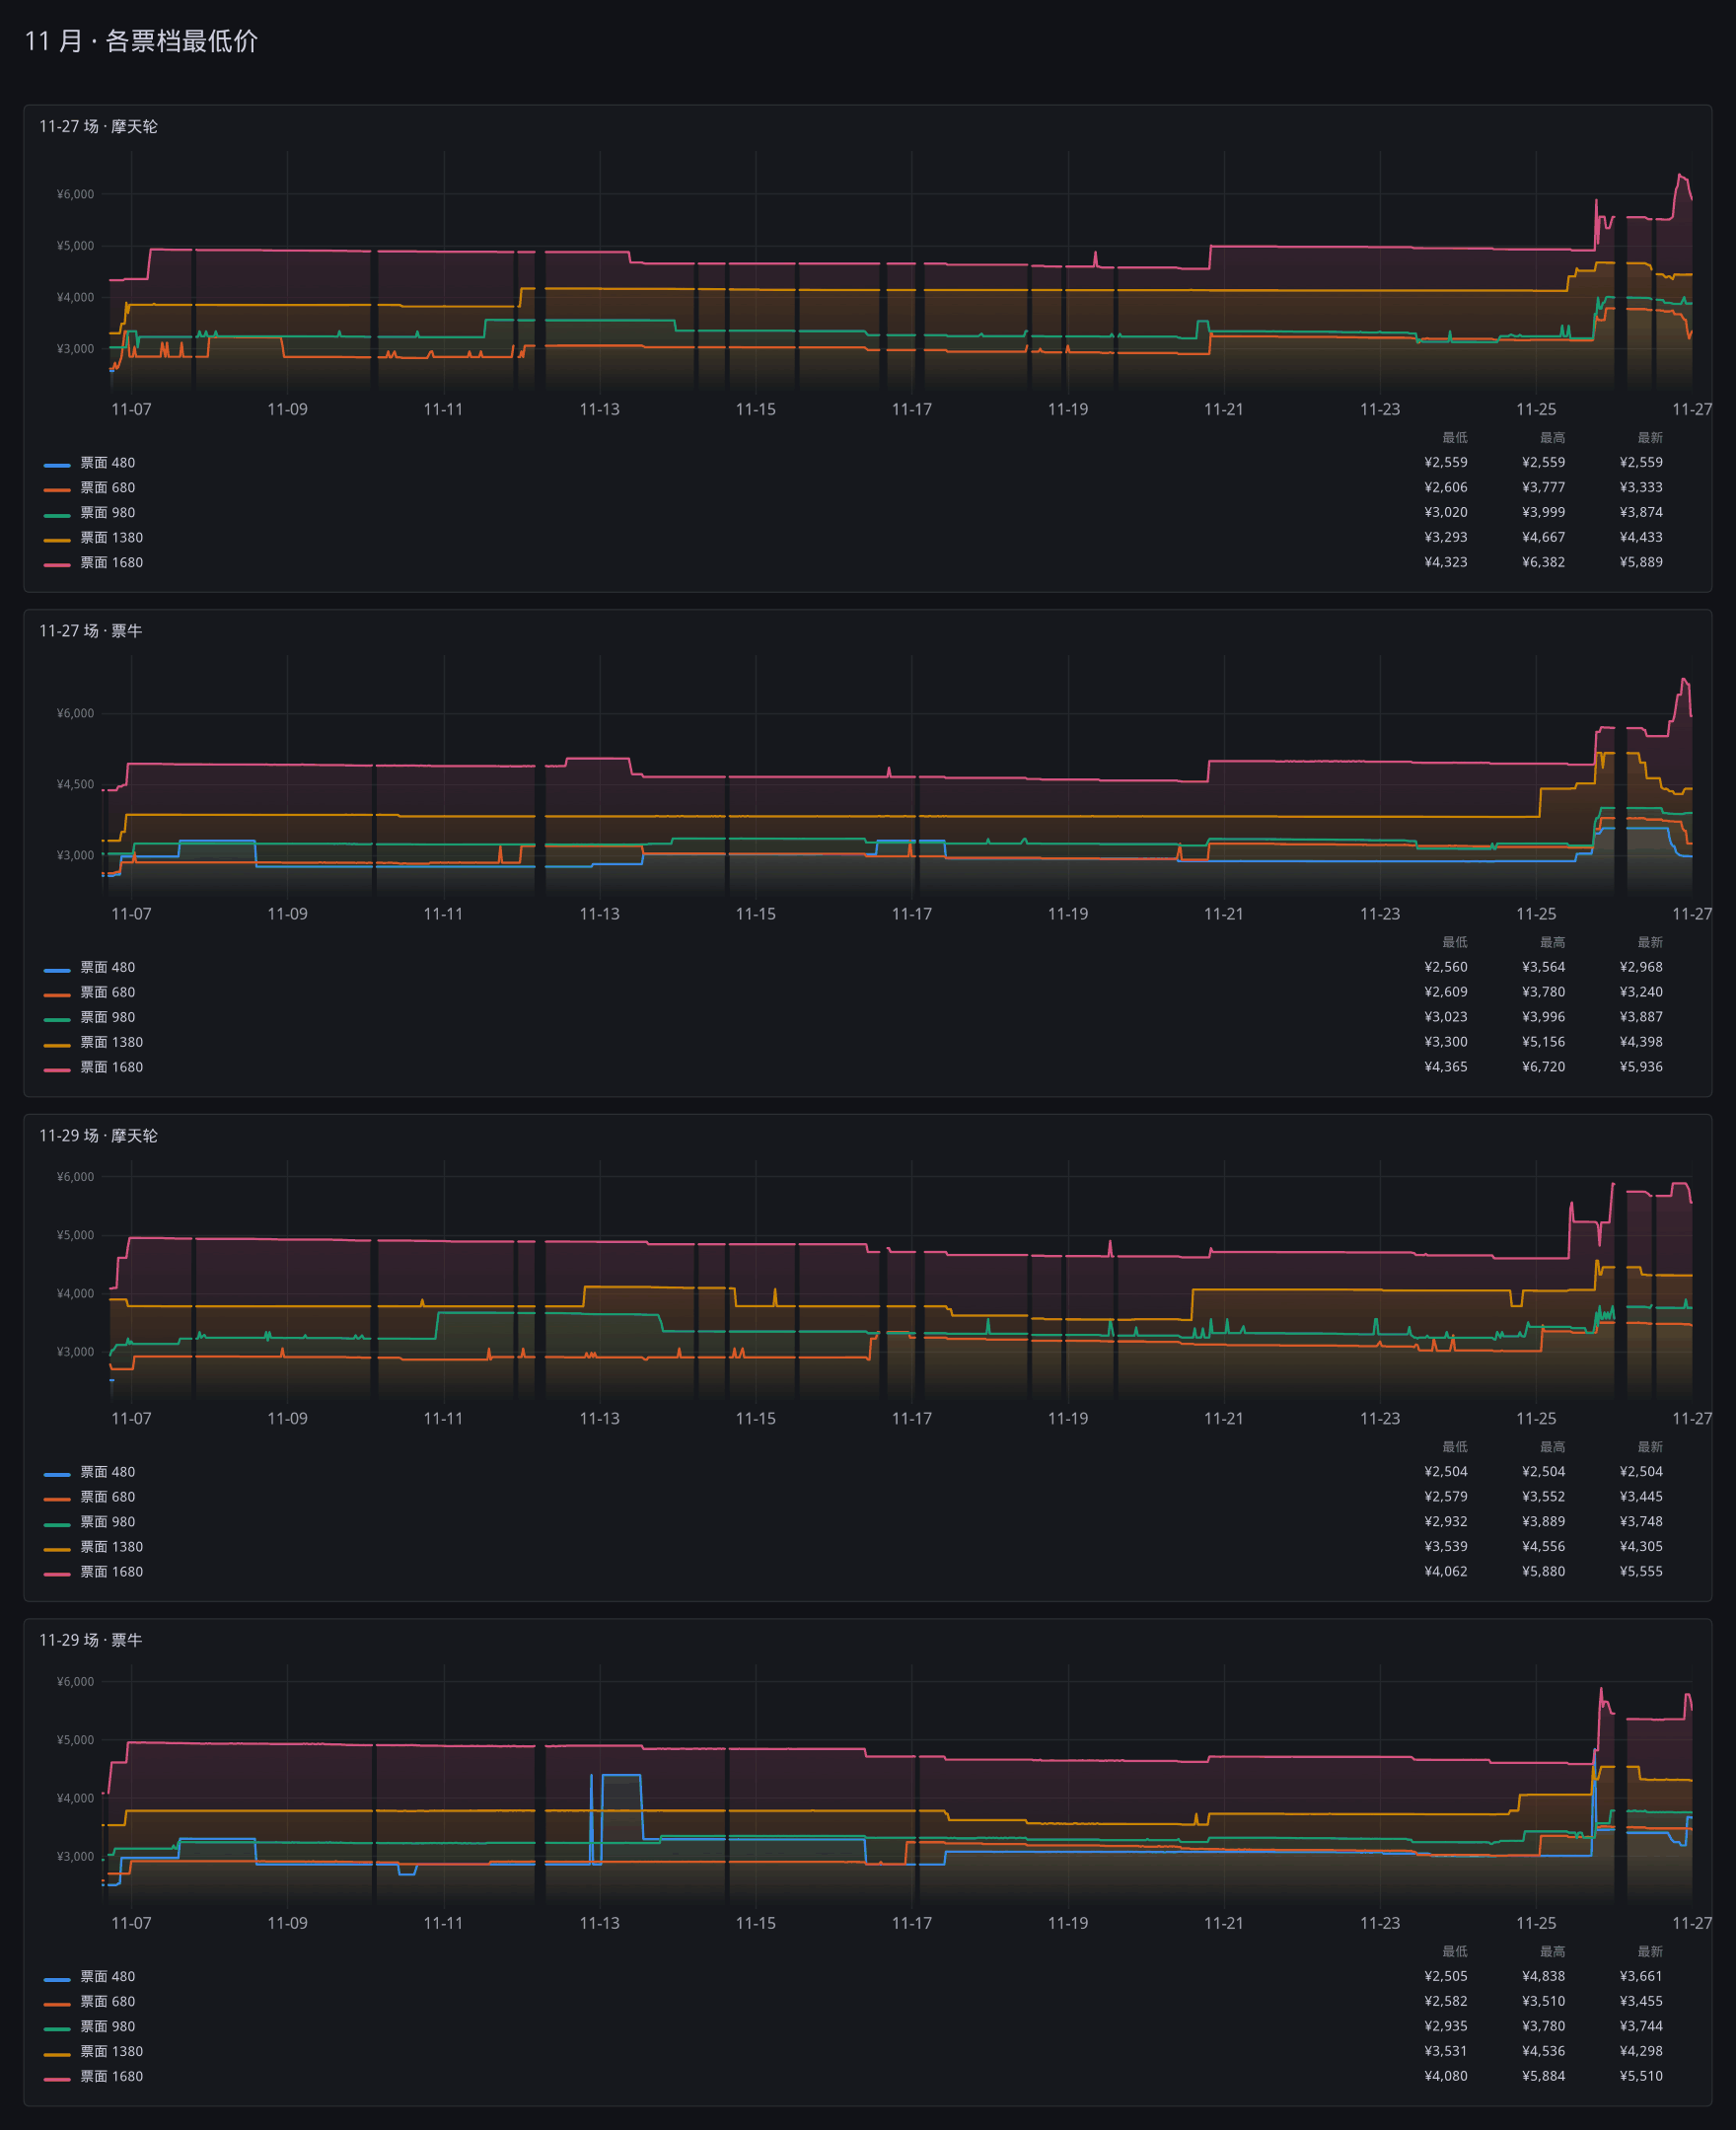 11 月 · 各票档最低价
11-27 场 · 摩天轮
¥6,000
¥5,000
¥4,000
¥3,000
11-07 11-09 11-11 11-13 11-15 11-17 11-19 11-21 11-23 11-25 11-27
最低 最高 最新
票面 480 ¥2,559 ¥2,559 ¥2,559
票面 680 ¥2,606 ¥3,777 ¥3,333
票面 980 ¥3,020 ¥3,999 ¥3,874
票面 1380 ¥3,293 ¥4,667 ¥4,433
票面 1680 ¥4,323 ¥6,382 ¥5,889
11-27 场 · 票牛
¥6,000
¥4,500
¥3,000
11-07 11-09 11-11 11-13 11-15 11-17 11-19 11-21 11-23 11-25 11-27
最低 最高 最新
票面 480 ¥2,560 ¥3,564 ¥2,968
票面 680 ¥2,609 ¥3,780 ¥3,240
票面 980 ¥3,023 ¥3,996 ¥3,887
票面 1380 ¥3,300 ¥5,156 ¥4,398
票面 1680 ¥4,365 ¥6,720 ¥5,936
11-29 场 · 摩天轮
¥6,000
¥5,000
¥4,000
¥3,000
11-07 11-09 11-11 11-13 11-15 11-17 11-19 11-21 11-23 11-25 11-27
最低 最高 最新
票面 480 ¥2,504 ¥2,504 ¥2,504
票面 680 ¥2,579 ¥3,552 ¥3,445
票面 980 ¥2,932 ¥3,889 ¥3,748
票面 1380 ¥3,539 ¥4,556 ¥4,305
票面 1680 ¥4,062 ¥5,880 ¥5,555
11-29 场 · 票牛
¥6,000
¥5,000
¥4,000
¥3,000
11-07 11-09 11-11 11-13 11-15 11-17 11-19 11-21 11-23 11-25 11-27
最低 最高 最新
票面 480 ¥2,505 ¥4,838 ¥3,661
票面 680 ¥2,582 ¥3,510 ¥3,455
票面 980 ¥2,935 ¥3,780 ¥3,744
票面 1380 ¥3,531 ¥4,536 ¥4,298
票面 1680 ¥4,080 ¥5,884 ¥5,510